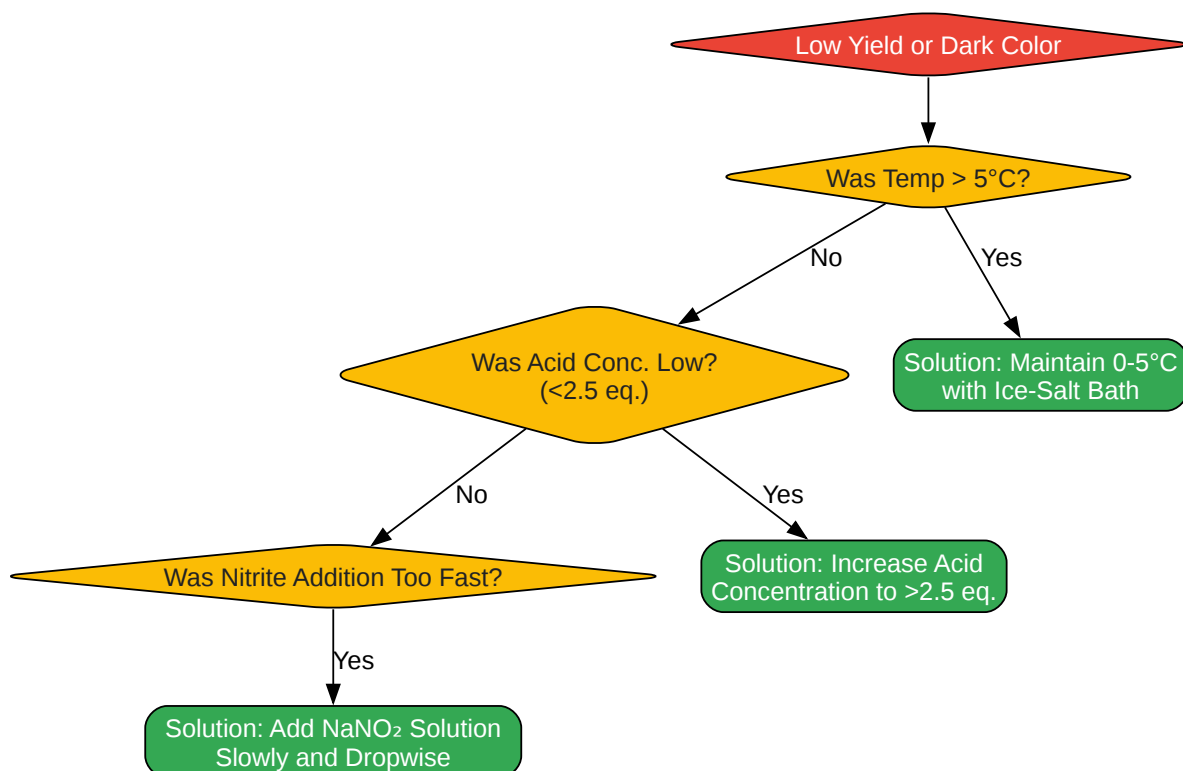 Low Yield or Dark Color
Was Temp > 5°C?
No
Yes
Was Acid Conc. Low?
(<2.5 eq.)
Solution: Maintain 0-5°C
with Ice-Salt Bath
No
Yes
Was Nitrite Addition Too Fast?
Solution: Increase Acid
Concentration to >2.5 eq.
Yes
Solution: Add NaNO₂ Solution
Slowly and Dropwise